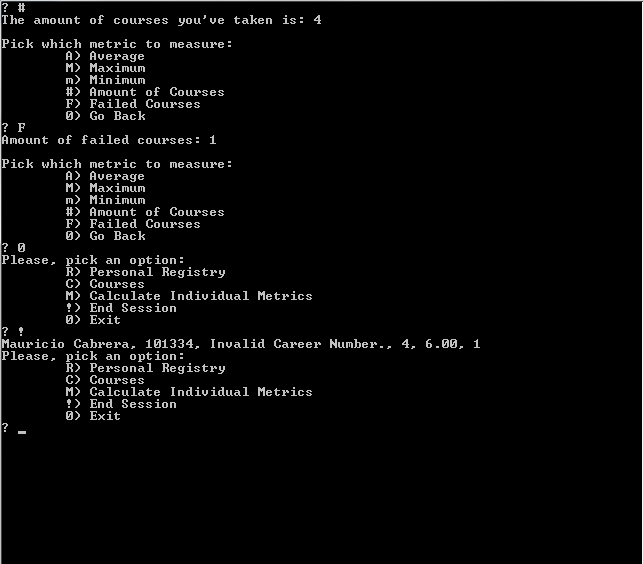 ? #
The amount of courses you've taken is: 4
Pick which metric to measure:
A) Average
M) Maximum
m) Minimum
#) Amount of Courses
F) Failed Courses
0) Go Back
? F
Amount of failed courses: 1
Pick which metric to measure:
A) Average
M) Maximum
m) Minimum
#) Amount of Courses
F) Failed Courses
0) Go Back
? 0
Please, pick an option:
R) Personal Registry
C) Courses
M) Calculate Individual Metrics
!) End Session
0) Exit
? !
Mauricio Cabrera, 101334, Invalid Career Number., 4, 6.00, 1
Please, pick an option:
R) Personal Registry
C) Courses
M) Calculate Individual Metrics
!) End Session
0) Exit
? _